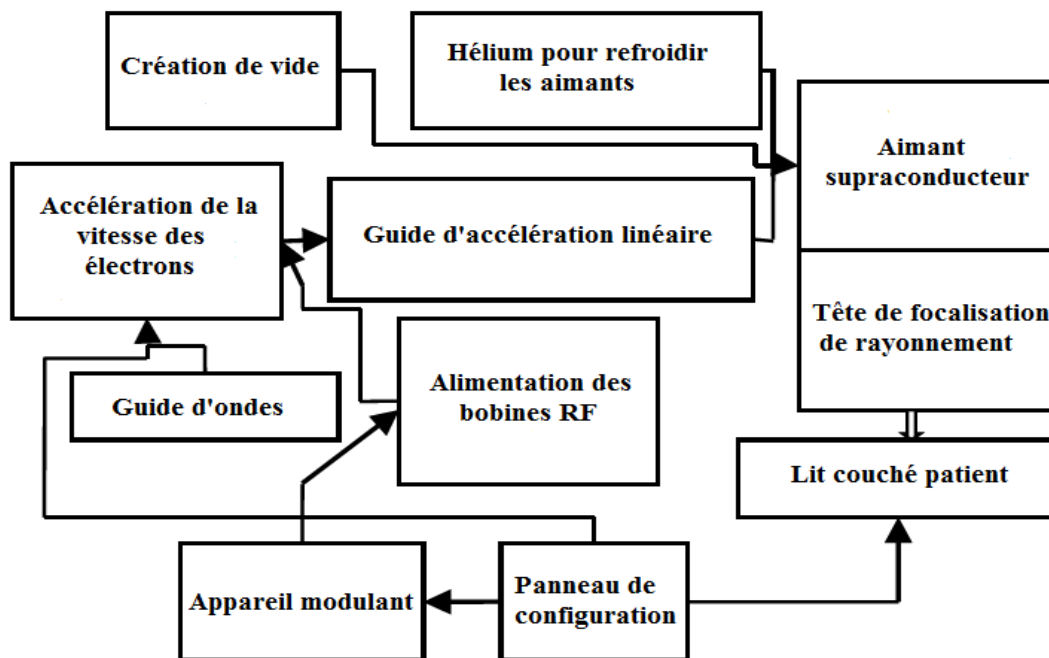 Création de vide
Hélium pour refroidir
les aimants
Aimant
supraconducteur
Accélération de la
vitesse des
électrons
Guide d'accélération linéaire
Tête de focalisation
de rayonnement
Guide d'ondes
Alimentation des
bobines RF
Lit couché patient
Appareil modulant
Panneau de
configuration